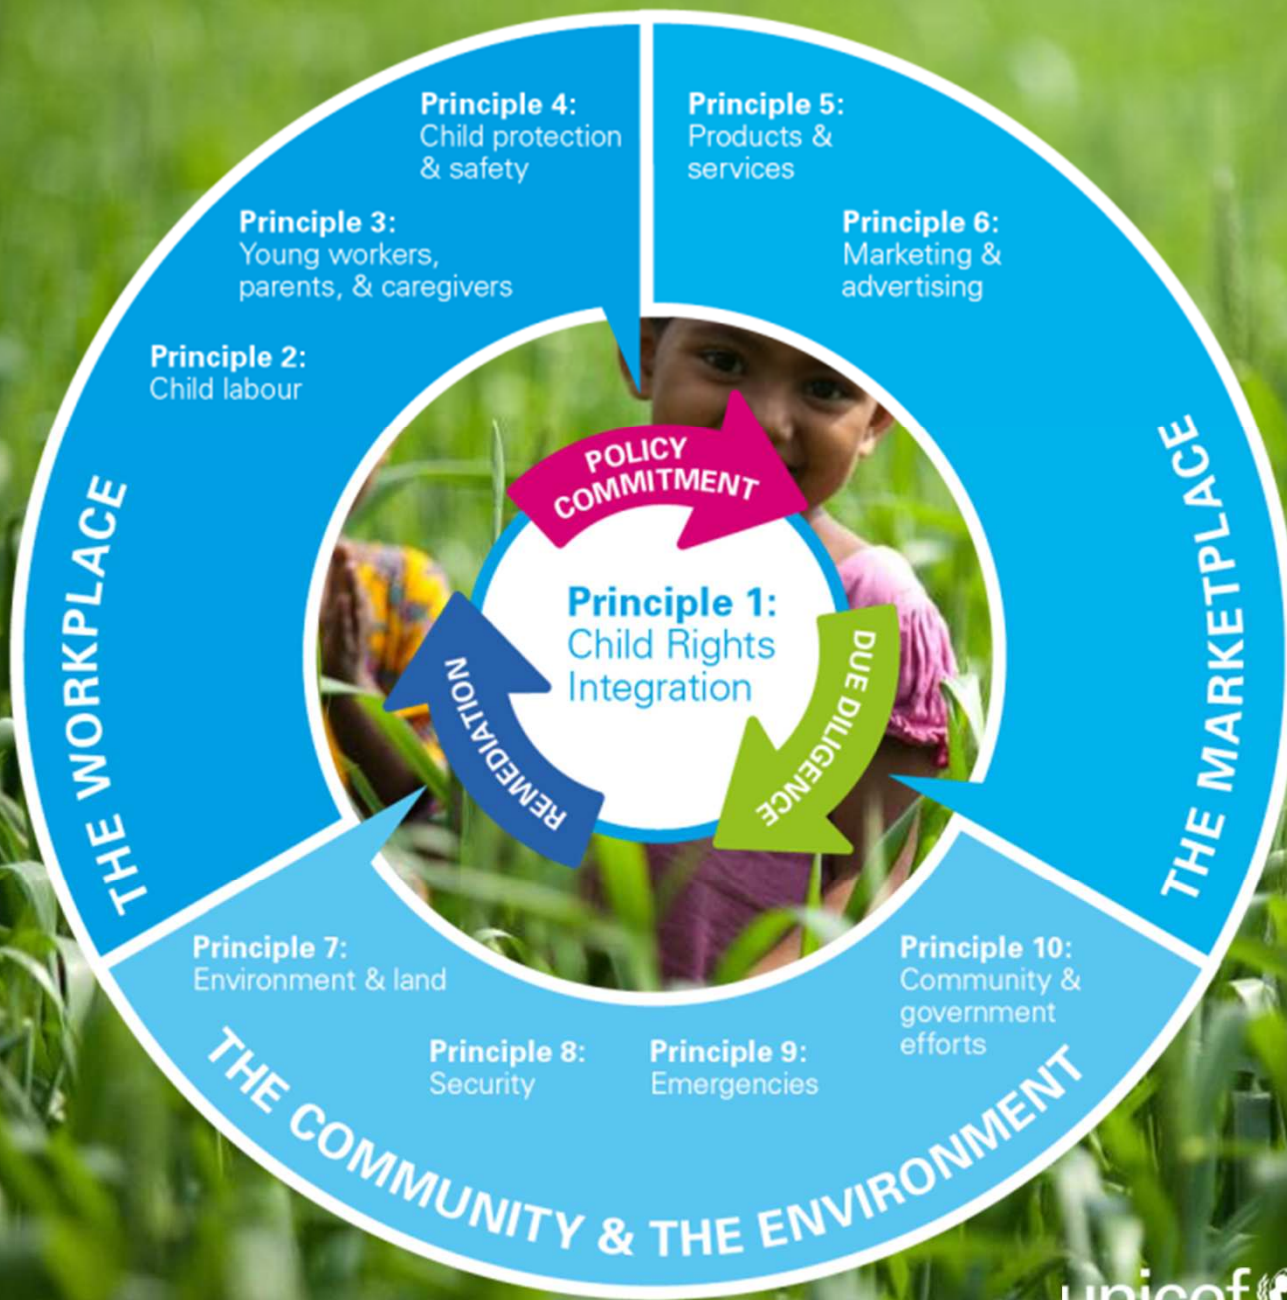 Principle 4:
Child protection
& safety
Principle 5:
Products &
services
Principle 3:
Young workers,
parents, & caregivers
Principle 6:
Marketing &
advertising
Principle 2:
Child labour
THE WORKPLACE
THE MARKETPLACE
POLICY
COMMITMENT
Principle 1:
Child Rights
Integration
DUE DILIGENCE
REMEDIATION
Principle 7:
Environment & land
Principle 8:
Security
Principle 9:
Emergencies
Principle 10:
Community &
government
efforts
THE COMMUNITY & THE ENVIRONMENT
unicef